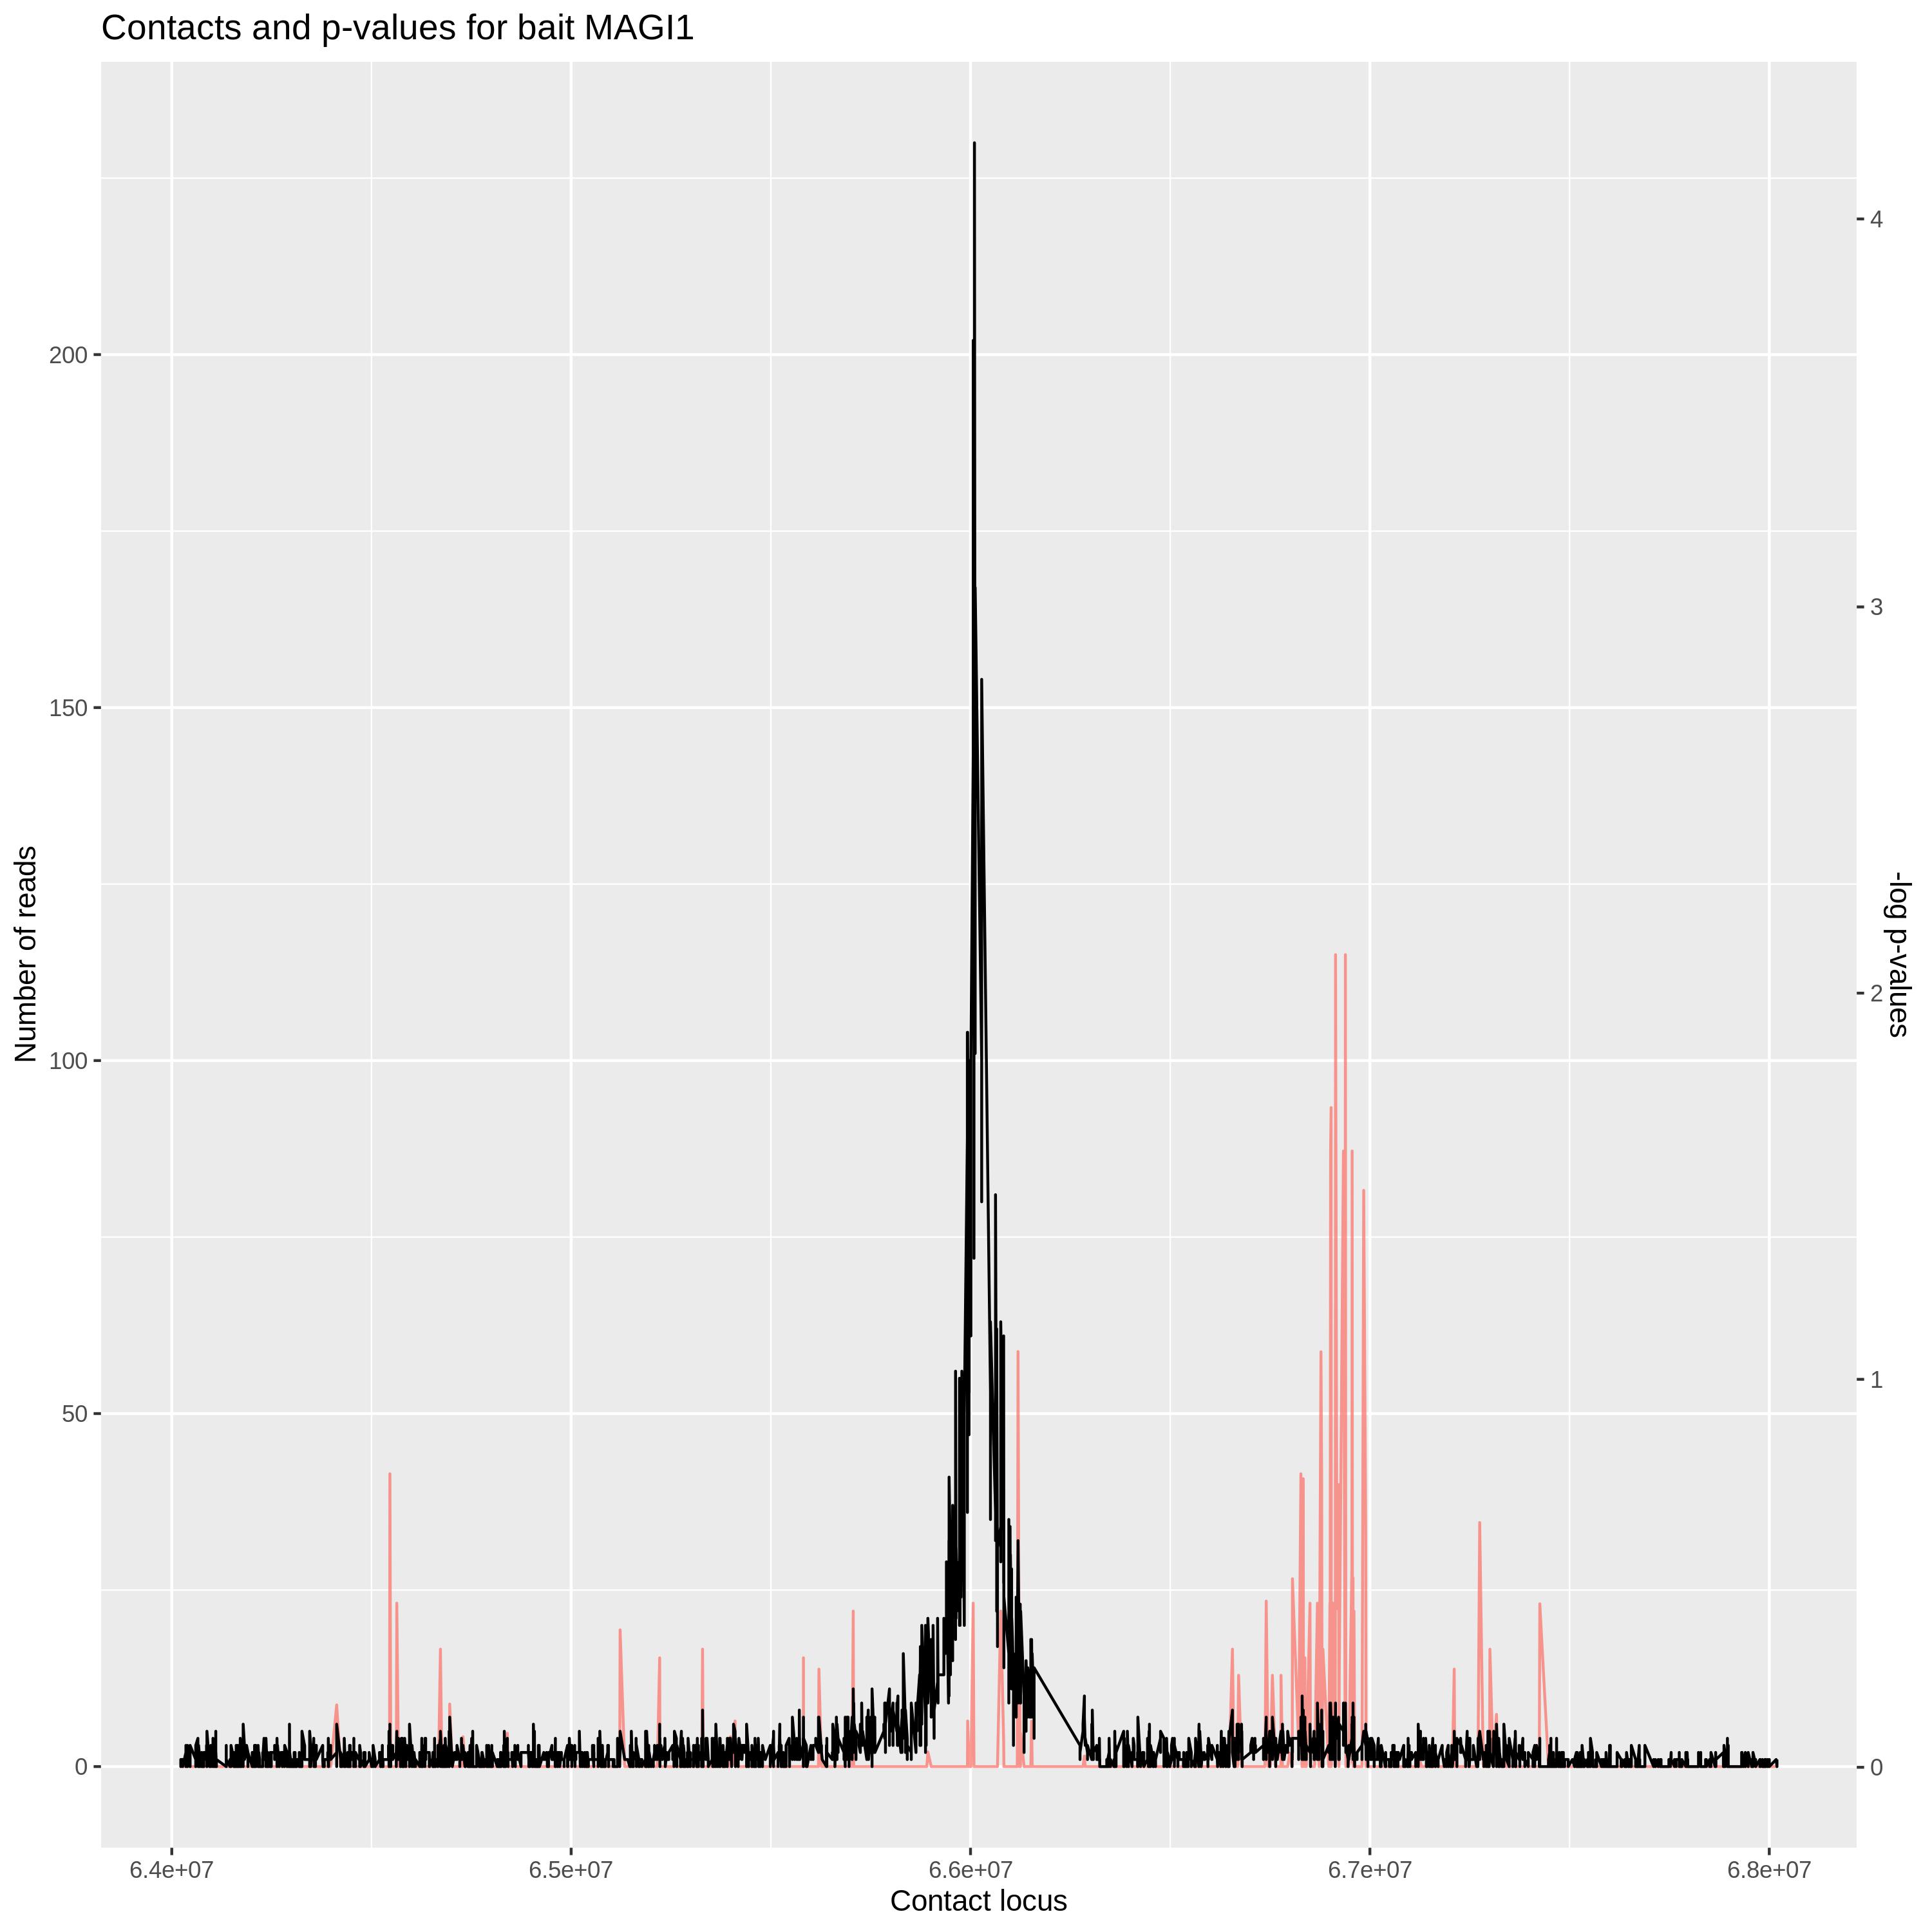 Contacts and p-values for bait MAGI1
Number of reads
200
150
100
50
0
4
3
2
1
0
-log p-values
6.4e+07 6.5e+07 6.6e+07 6.7e+07 6.8e+07
Contact locus